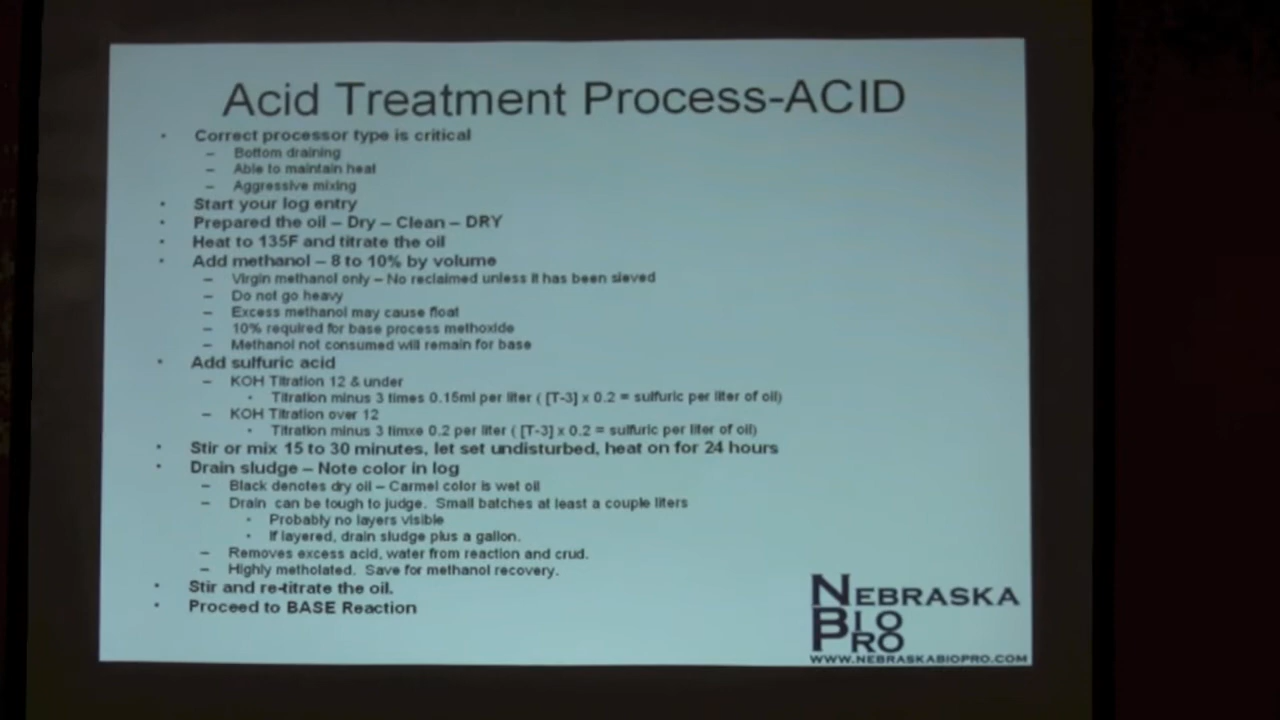 Acid Treatment Process-ACID
• Correct processor type is critical
– Bottom draining
– Able to maintain heat
– Aggressive mixing
• Start your log entry
• Prepared the oil – Dry – Clean – DRY
• Heat to 135F and titrate the oil
• Add methanol – 8 to 10% by volume
– Virgin methanol only – No reclaimed unless it has been sieved
– Do not go heavy
– Excess methanol may cause float
– 10% required for base process methoxide
– Methanol not consumed will remain for base
• Add sulfuric acid
– KOH Titration 12 & under
• Titration minus 3 times 0.15ml per liter ( [T-3] x 0.2 = sulfuric per liter of oil)
– KOH Titration over 12
• Titration minus 3 timxe 0.2 per liter ( [T-3] x 0.2 = sulfuric per liter of oil)
• Stir or mix 15 to 30 minutes, let set undisturbed, heat on for 24 hours
• Drain sludge – Note color in log
– Black denotes dry oil – Carmel color is wet oil
– Drain can be tough to judge. Small batches at least a couple liters
• Probably no layers visible
• If layered, drain sludge plus a gallon.
– Removes excess acid, water from reaction and crud.
– Highly metholated. Save for methanol recovery.
• Stir and re-titrate the oil.
• Proceed to BASE Reaction
NEBRASKA
BIO
PRO
WWW.NEBRASKABIOPRO.COM